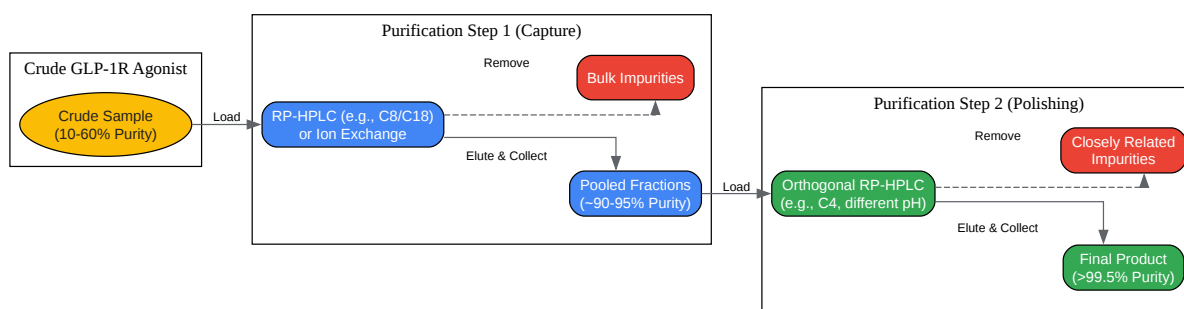 Crude GLP-1R Agonist
Crude Sample
(10-60% Purity)
Load
Purification Step 1 (Capture)
RP-HPLC (e.g., C8/C18)
or Ion Exchange
Remove
Bulk Impurities
Elute & Collect
Pooled Fractions
(~90-95% Purity)
Load
Purification Step 2 (Polishing)
Orthogonal RP-HPLC
(e.g., C4, different pH)
Remove
Closely Related
Impurities
Elute & Collect
Final Product
(>99.5% Purity)